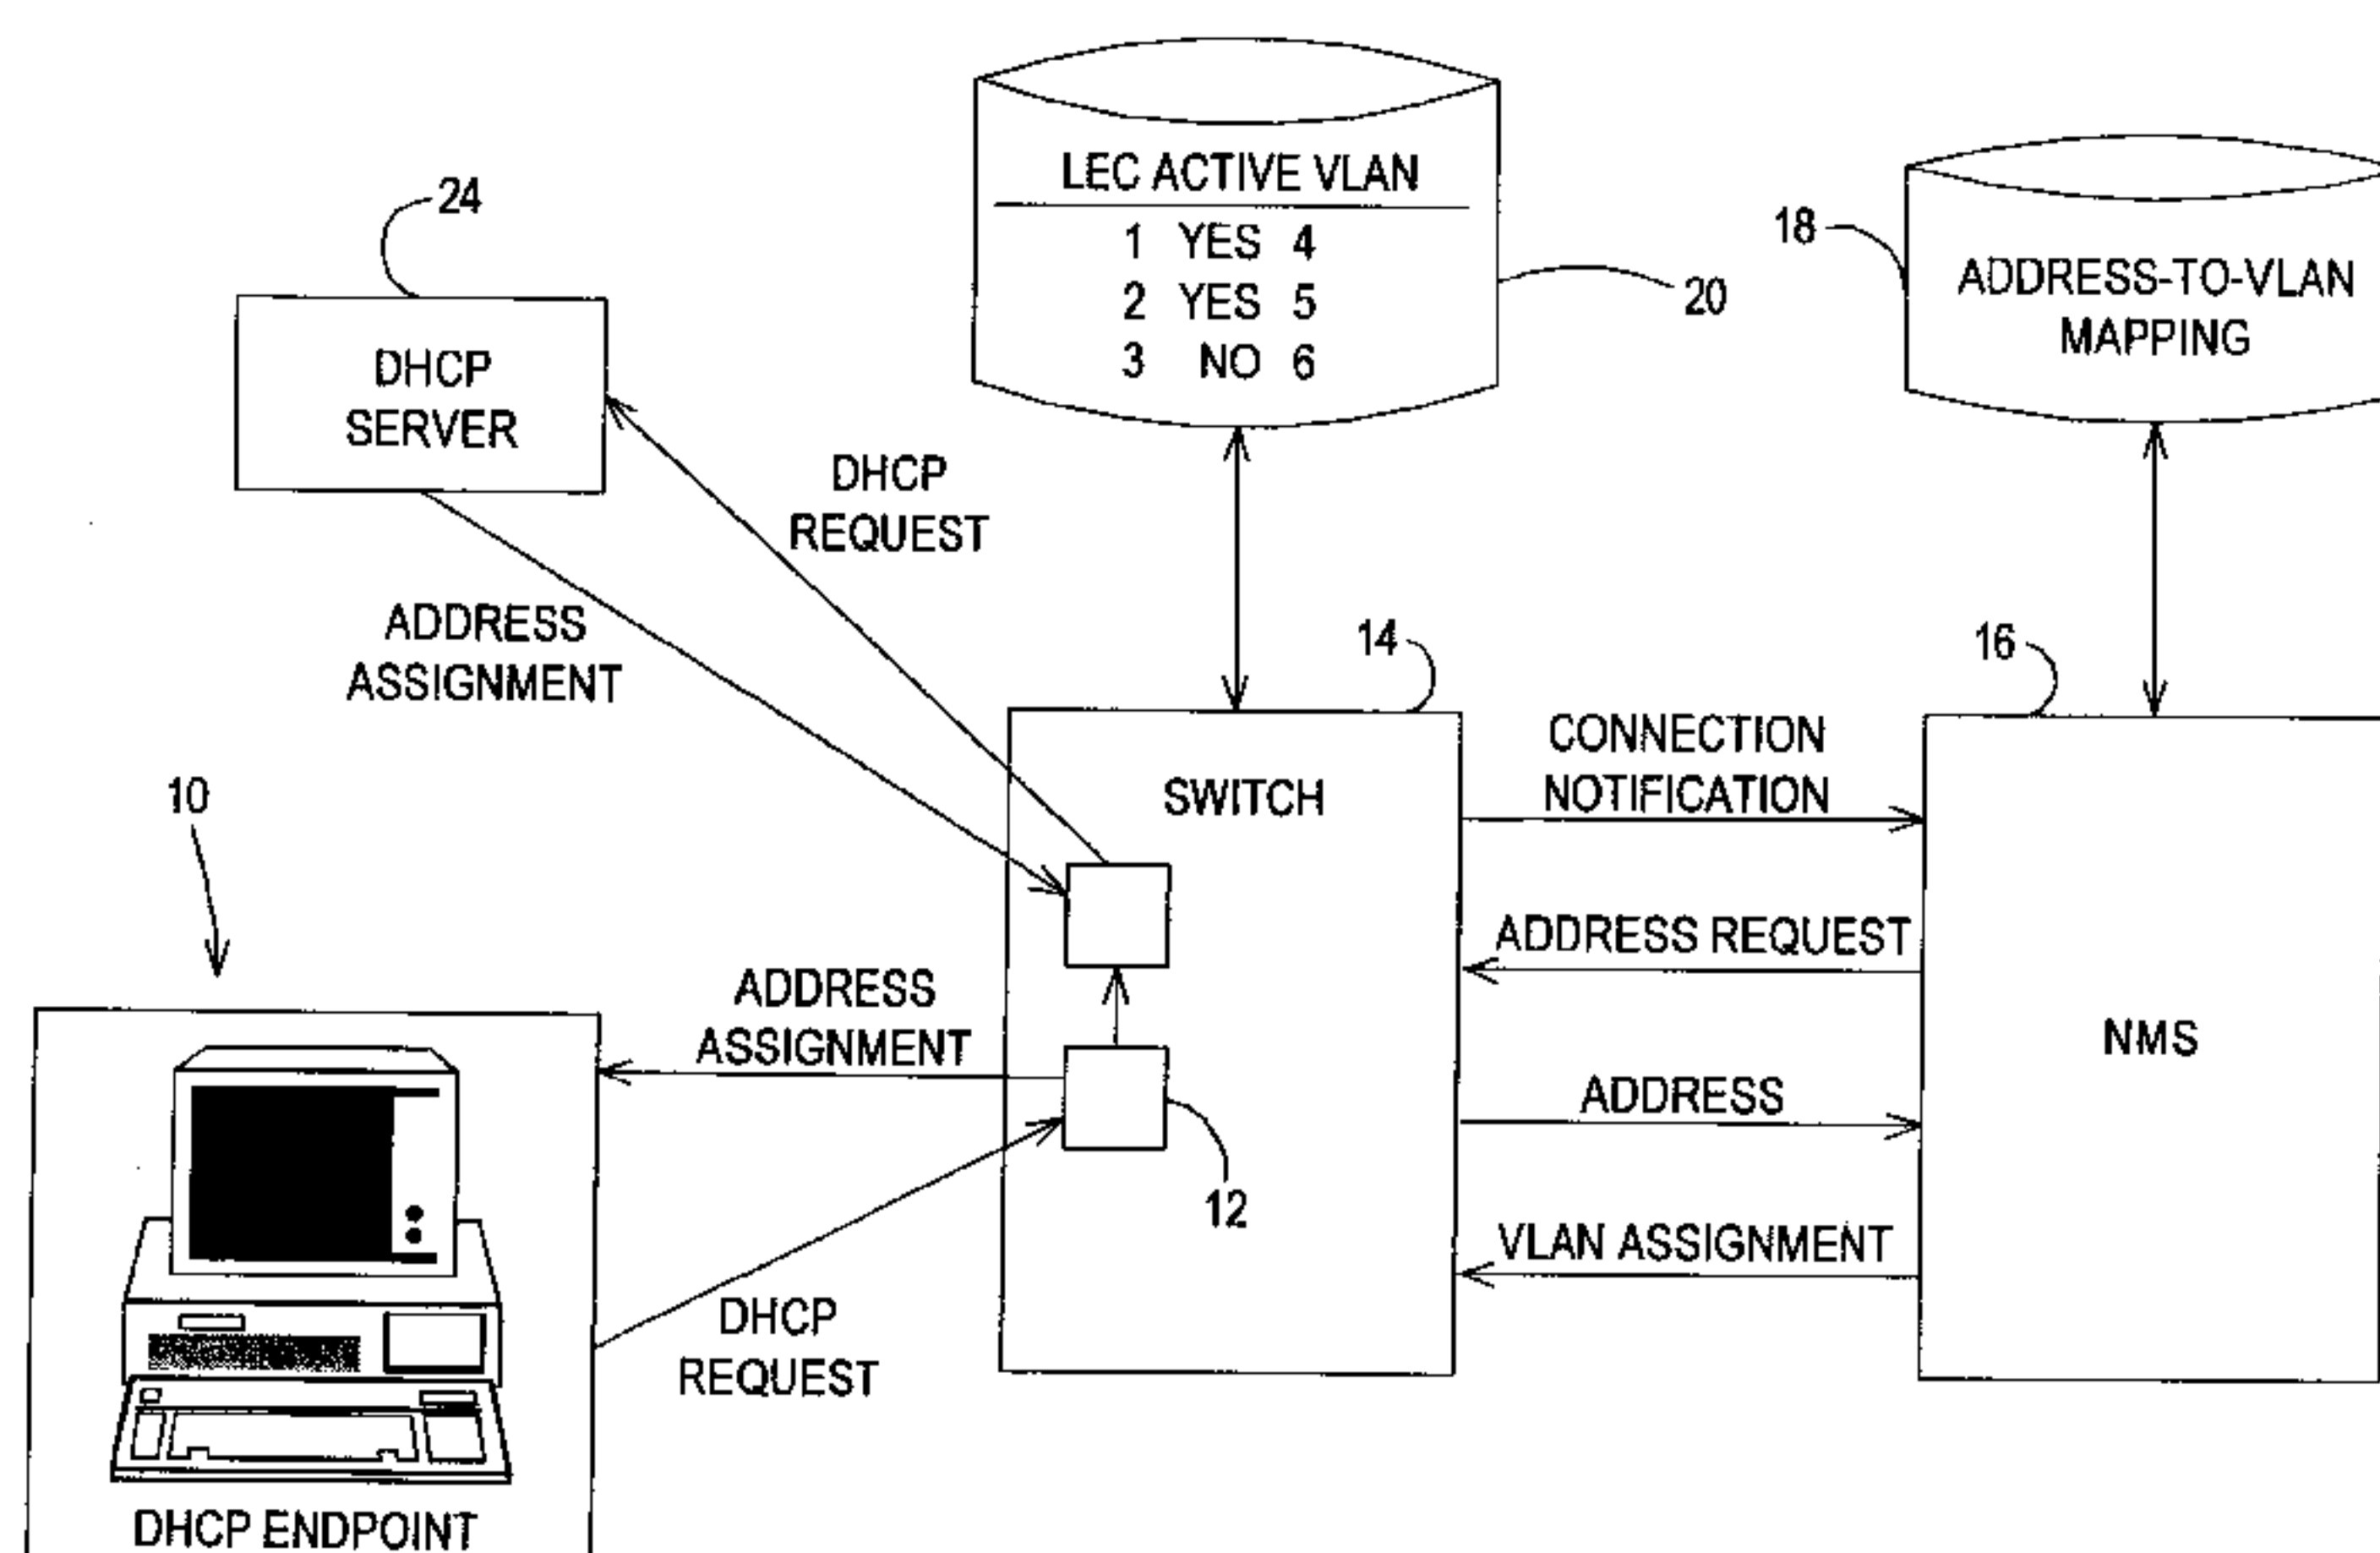 LEC ACTIVE VLAN
1 YES 4
2 YES 5
3 NO 6
20
18
ADDRESS-TO-VLAN
MAPPING
24
DHCP
SERVER
DHCP
REQUEST
ADDRESS
ASSIGNMENT
14
16
SWITCH
CONNECTION
NOTIFICATION
ADDRESS REQUEST
ADDRESS
VLAN ASSIGNMENT
NMS
10
ADDRESS
ASSIGNMENT
12
DHCP
REQUEST
DHCP ENDPOINT